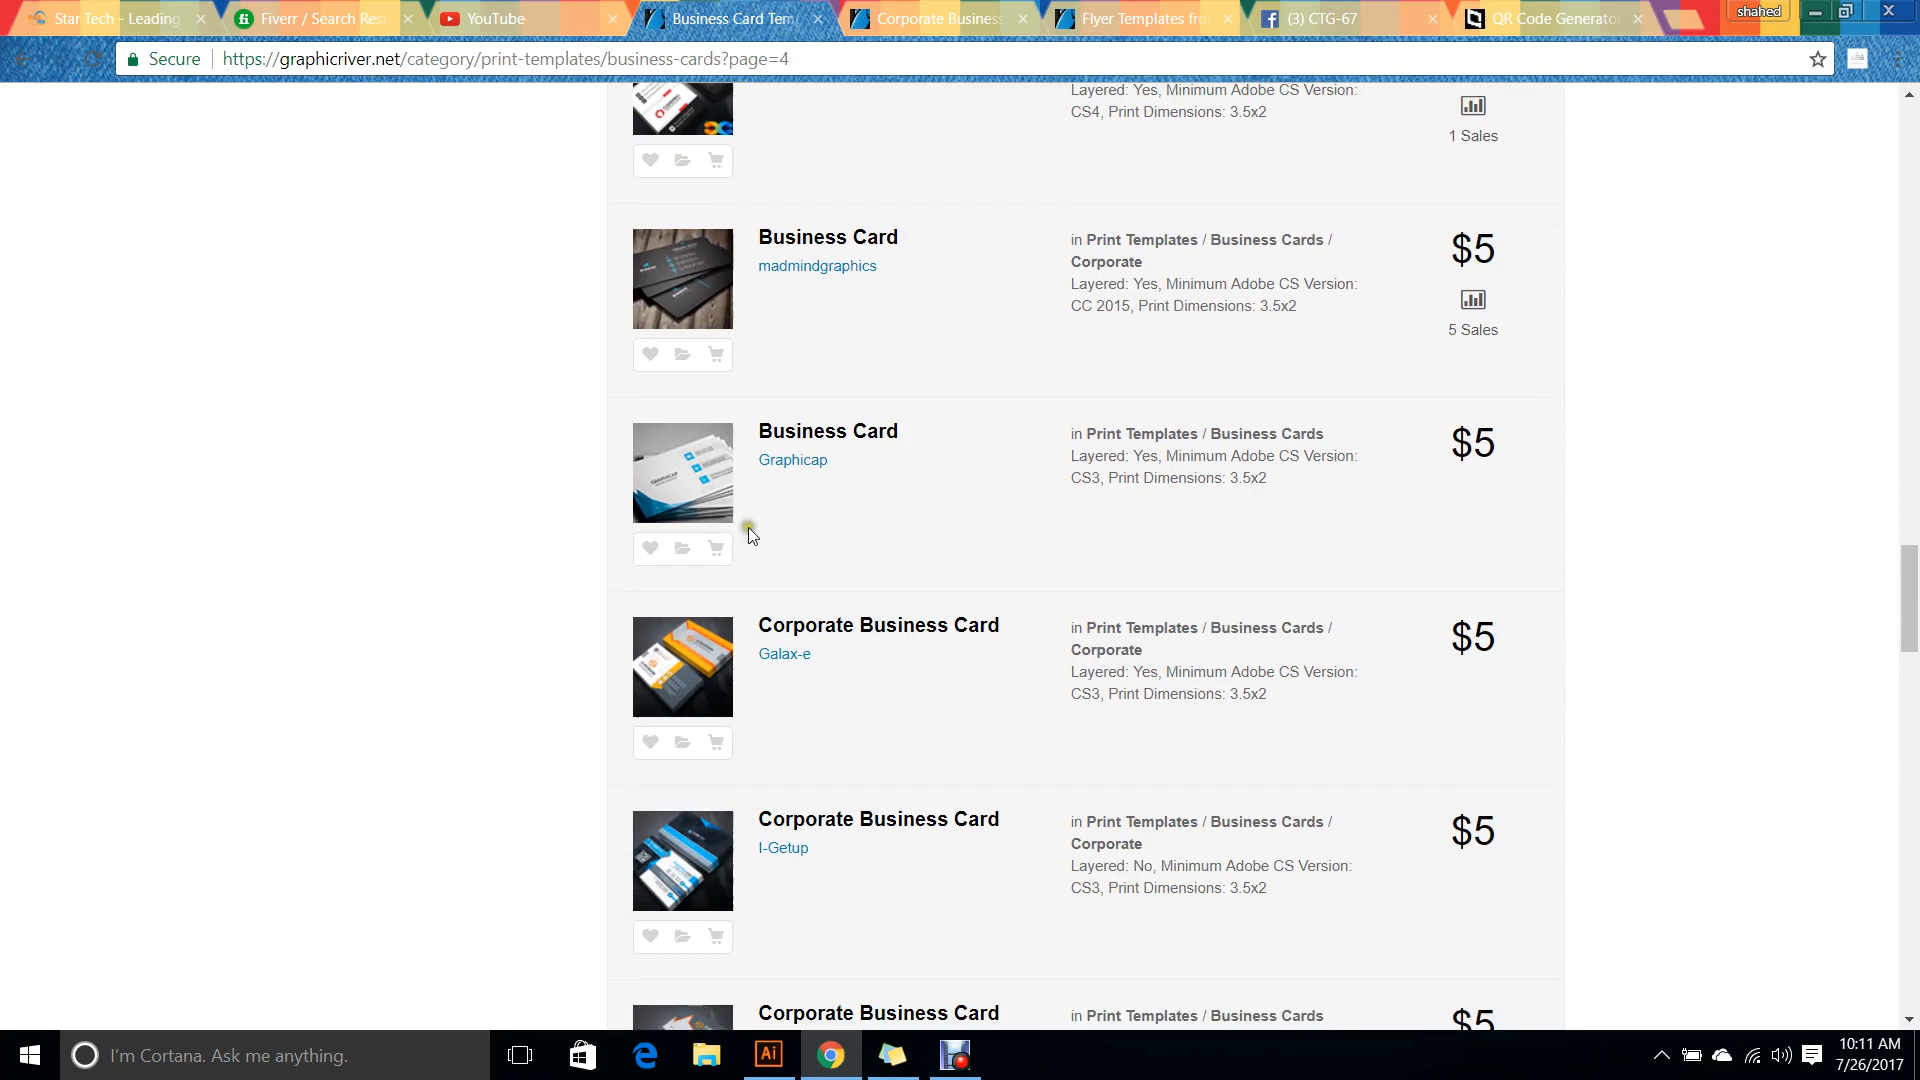 Star Tech - Leading
Fiverr / Search Resu
YouTube
Business Card Tem
Corporate Business
Flyer Templates fro
(3) CTG-67
QR Code Generato
shahed
Secure
https://graphicriver.net/category/print-templates/business-cards?page=4
Layered: Yes, Minimum Adobe CS Version:
CS4, Print Dimensions: 3.5x2
1 Sales
Business Card
madmindgraphics
in Print Templates / Business Cards /
Corporate
Layered: Yes, Minimum Adobe CS Version:
CC 2015, Print Dimensions: 3.5x2
$5
5 Sales
Business Card
Graphicap
in Print Templates / Business Cards
Layered: Yes, Minimum Adobe CS Version:
CS3, Print Dimensions: 3.5x2
$5
Corporate Business Card
Galax-e
in Print Templates / Business Cards /
Corporate
Layered: Yes, Minimum Adobe CS Version:
CS3, Print Dimensions: 3.5x2
$5
Corporate Business Card
I-Getup
in Print Templates / Business Cards /
Corporate
Layered: No, Minimum Adobe CS Version:
CS3, Print Dimensions: 3.5x2
$5
Corporate Business Card
in Print Templates / Business Cards
$5
I'm Cortana. Ask me anything.
Ai
10:11 AM
7/26/2017